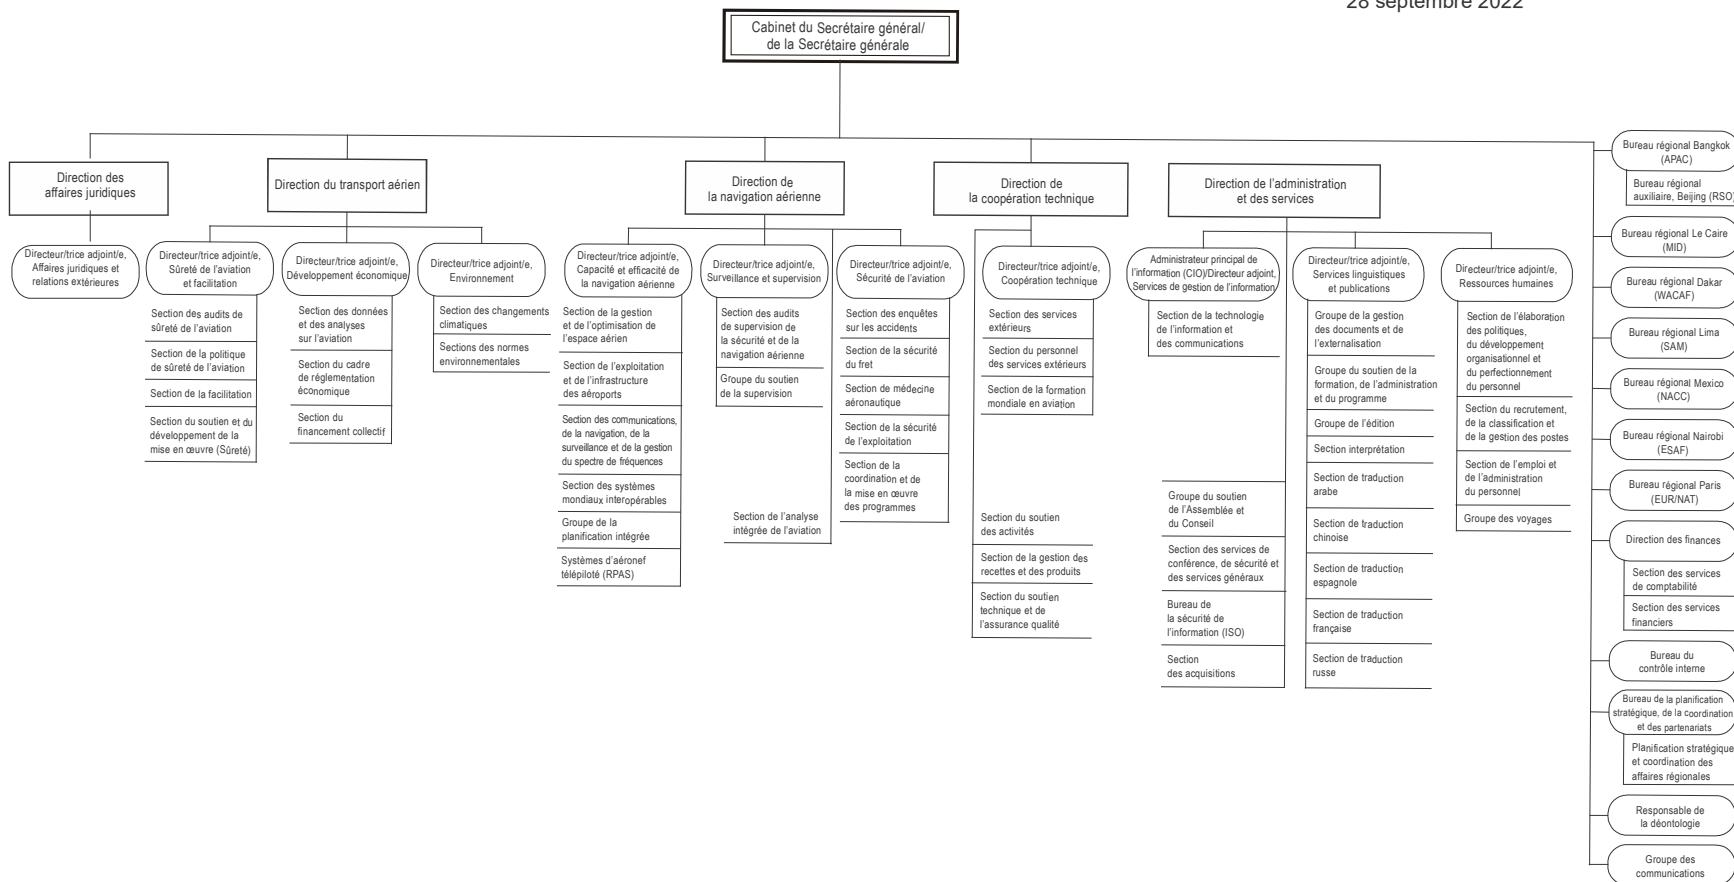 28 septembre 2022
Cabinet du Secrétaire général/
de la Secrétaire générale
Direction des
affaires juridiques
Directeur/trice adjoint/e,
Affaires juridiques et
relations extérieures
Direction du transport aérien
Directeur/trice adjoint/e,
Sûreté de l'aviation
et facilitation
Section des audits de
sûreté de l'aviation
Section de la politique
de sûreté de l'aviation
Section de la facilitation
Section du soutien et du
développement de la
mise en œuvre (Sûreté)
Directeur/trice adjoint/e,
Développement économique
Section des données
et des analyses
sur l'aviation
Section du cadre
de réglementation
économique
Section du
financement collectif
Directeur/trice adjoint/e,
Environnement
Section des changements
climatiques
Sections des normes
environnementales
Direction de
la navigation aérienne
Directeur/trice adjoint/e,
Capacité et efficacité de
la navigation aérienne
Section de la gestion
et de l'optimisation de
l'espace aérien
Section de l'exploitation
et de l'infrastructure
des aéroports
Section des communications,
de la navigation, de la
surveillance et de la gestion
du spectre de fréquences
Section des systèmes
mondiaux interopérables
Groupe de la
planification intégrée
Systèmes d'aéronef
télépiloté (RPAS)
Directeur/trice adjoint/e,
Surveillance et supervision
Section des audits
de supervision de
la sécurité et de la
navigation aérienne
Groupe du soutien
de la supervision
Section de l'analyse
intégrée de l'aviation
Directeur/trice adjoint/e,
Sécurité de l'aviation
Section des enquêtes
sur les accidents
Section de la sécurité
du fret
Section de médecine
aéronautique
Section de la sécurité
de l'exploitation
Section de la
coordination et de
la mise en œuvre
des programmes
Direction de
la coopération technique
Directeur/trice adjoint/e,
Coopération technique
Section des services
extérieurs
Section du personnel
des services extérieurs
Section de la formation
mondiale en aviation
Section du soutien
des activités
Section de la gestion des
recettes et des produits
Section du soutien
technique et de
l'assurance qualité
Direction de l'administration
et des services
Administrateur principal de
l'information (CIO)/Directeur adjoint,
Services de gestion de l'information
Section de la technologie
de l'information et
des communications
Groupe du soutien
de l'Assemblée et
du Conseil
Section des services de
conférence, de sécurité et
des services généraux
Bureau de
la sécurité de
l'information (ISO)
Section
des acquisitions
Directeur/trice adjoint/e,
Services linguistiques
et publications
Groupe de la gestion
des documents et de
l'externalisation
Groupe du soutien de la
formation, de l'administration
et du programme
Groupe de l'édition
Section interprétation
Section de traduction
arabe
Section de traduction
chinoise
Section de traduction
espagnole
Section de traduction
française
Section de traduction
russe
Directeur/trice adjoint/e,
Ressources humaines
Section de l'élaboration
des politiques,
du développement
organisationnel et
du perfectionnement
du personnel
Section du recrutement,
de la classification et
de la gestion des postes
Section de l'emploi et
de l'administration
du personnel
Groupe des voyages
Bureau régional Bangkok
(APAC)
Bureau régional
auxiliaire, Beijing (RSO)
Bureau régional Le Caire
(MID)
Bureau régional Dakar
(WACAF)
Bureau régional Lima
(SAM)
Bureau régional Mexico
(NACC)
Bureau régional Nairobi
(ESAF)
Bureau régional Paris
(EUR/NAT)
Direction des finances
Section des services
de comptabilité
Section des services
financiers
Bureau du
contrôle interne
Bureau de la planification
stratégique, de la coordination
et des partenariats
Planification stratégique
et coordination des
affaires régionales
Responsable de
la déontologie
Groupe des
communications